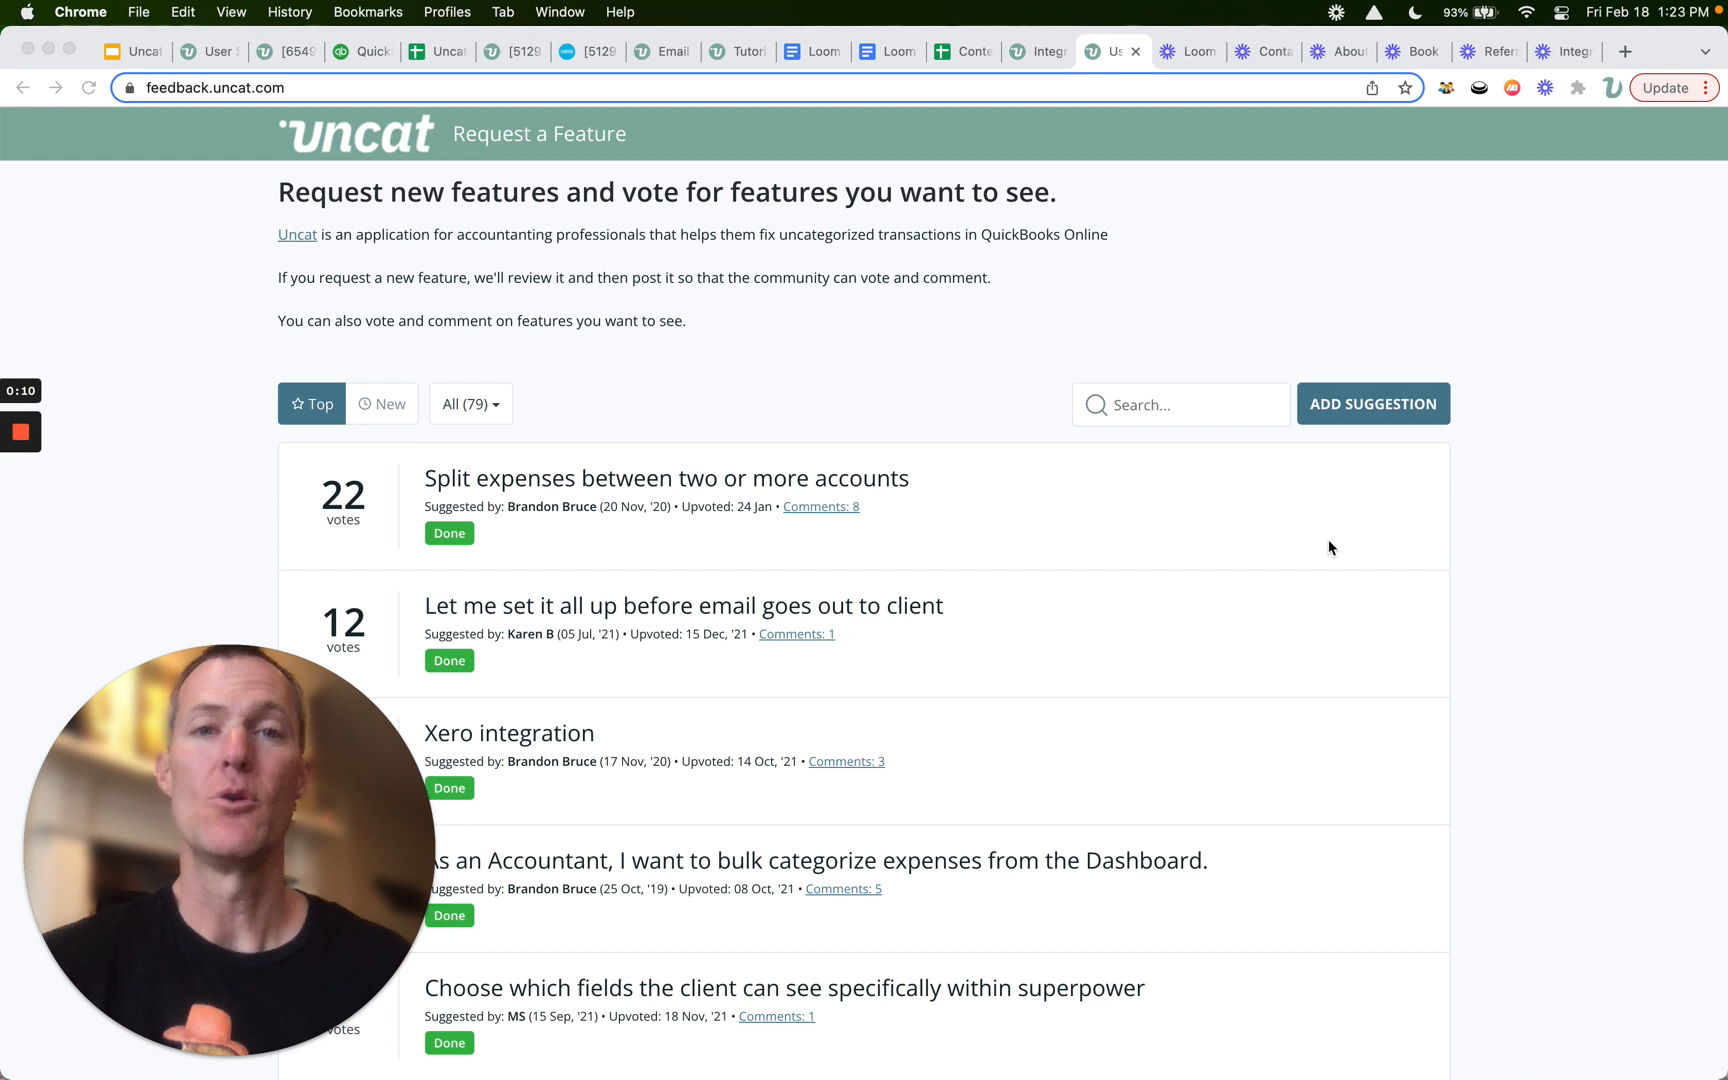 Chrome File Edit View History Bookmarks Profiles Tab Window Help 93% Fri Feb 18 1:23 PM
Uncat User [654 Quick Uncat [5129 [5129 Email Tutori Loom Loom Conte Integr Us Loom Conta About Book Refer Integr
feedback.uncat.com Update
uncat Request a Feature
Request new features and vote for features you want to see.
Uncat is an application for accountanting professionals that helps them fix uncategorized transactions in QuickBooks Online
If you request a new feature, we'll review it and then post it so that the community can vote and comment.
You can also vote and comment on features you want to see.
0:10
Top New All (79) Search... ADD SUGGESTION
22 votes
Split expenses between two or more accounts
Suggested by: Brandon Bruce (20 Nov, '20) • Upvoted: 24 Jan • Comments: 8
Done
12 votes
Let me set it all up before email goes out to client
Suggested by: Karen B (05 Jul, '21) • Upvoted: 15 Dec, '21 • Comments: 1
Done
Xero integration
Suggested by: Brandon Bruce (17 Nov, '20) • Upvoted: 14 Oct, '21 • Comments: 3
Done
As an Accountant, I want to bulk categorize expenses from the Dashboard.
uggested by: Brandon Bruce (25 Oct, '19) • Upvoted: 08 Oct, '21 • Comments: 5
Done
Choose which fields the client can see specifically within superpower
Suggested by: MS (15 Sep, '21) • Upvoted: 18 Nov, '21 • Comments: 1
votes
Done